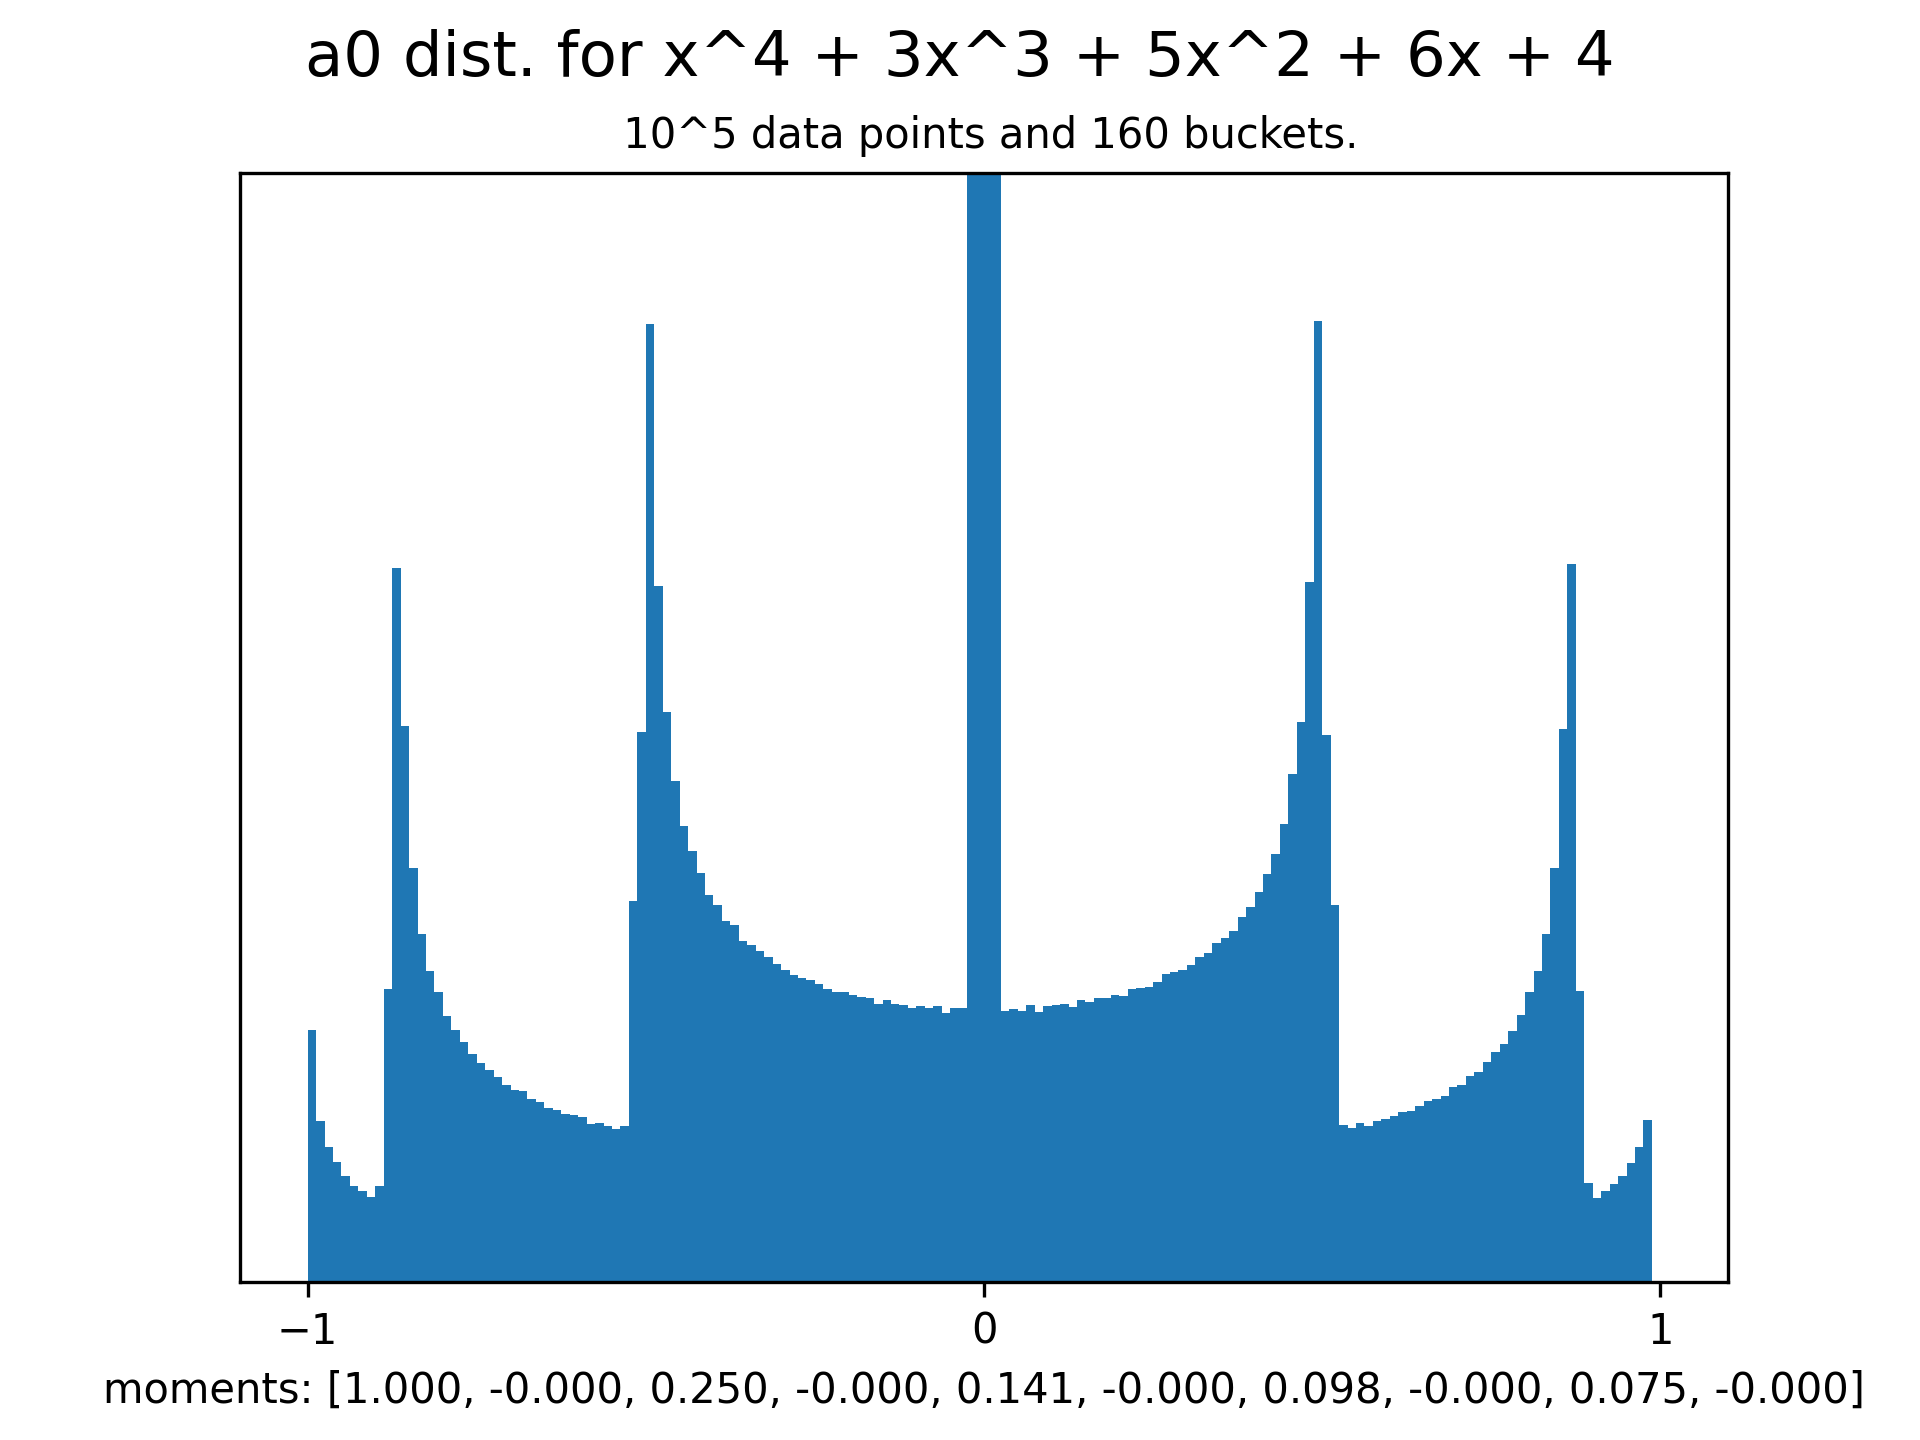 a0 dist. for x^4 + 3x^3 + 5x^2 + 6x + 4
10^5 data points and 160 buckets.
−1 0 1
moments: [1.000, -0.000, 0.250, -0.000, 0.141, -0.000, 0.098, -0.000, 0.075, -0.000]